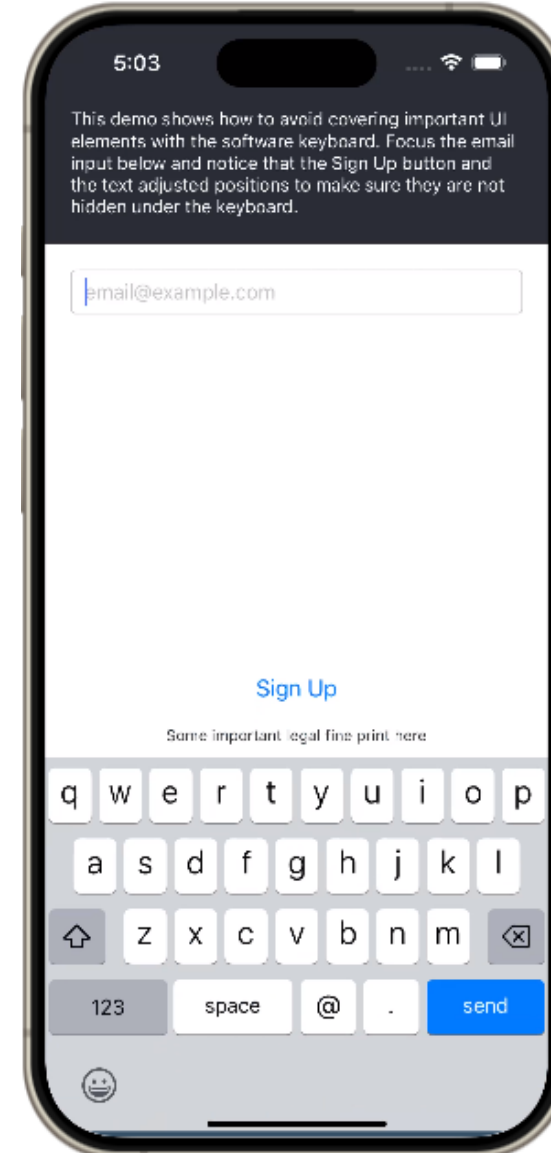 5:03
This demo shows how to avoid covering important UI
elements with the software keyboard. Focus the email
input below and notice that the Sign Up button and
the text adjusted positions to make sure they are not
hidden under the keyboard.
email@example.com
Sign Up
Some important legal fine print here
q w e r t y u i o p
a s d f g h j k l
z x c v b n m
123 space @ . send